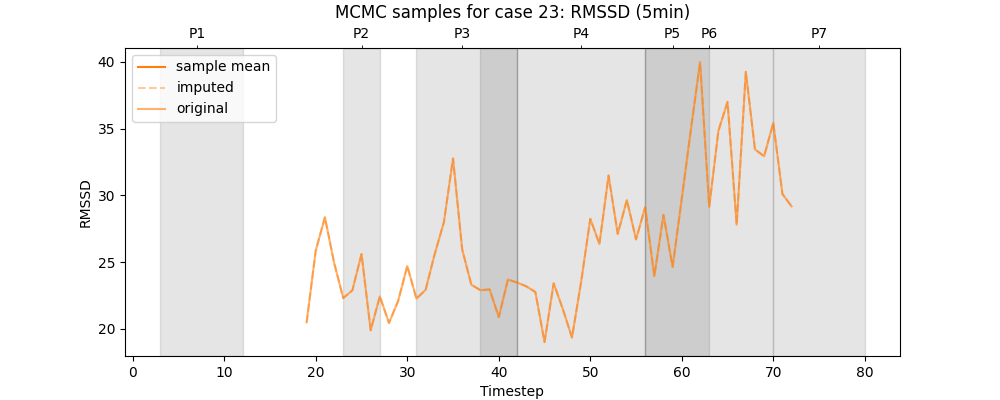 MCMC samples for case 23: RMSSD (5min)
P1 P2 P3 P4 P5 P6 P7
sample mean
imputed
original
40
35
30
25
20
RMSSD
0 10 20 30 40 50 60 70 80
Timestep